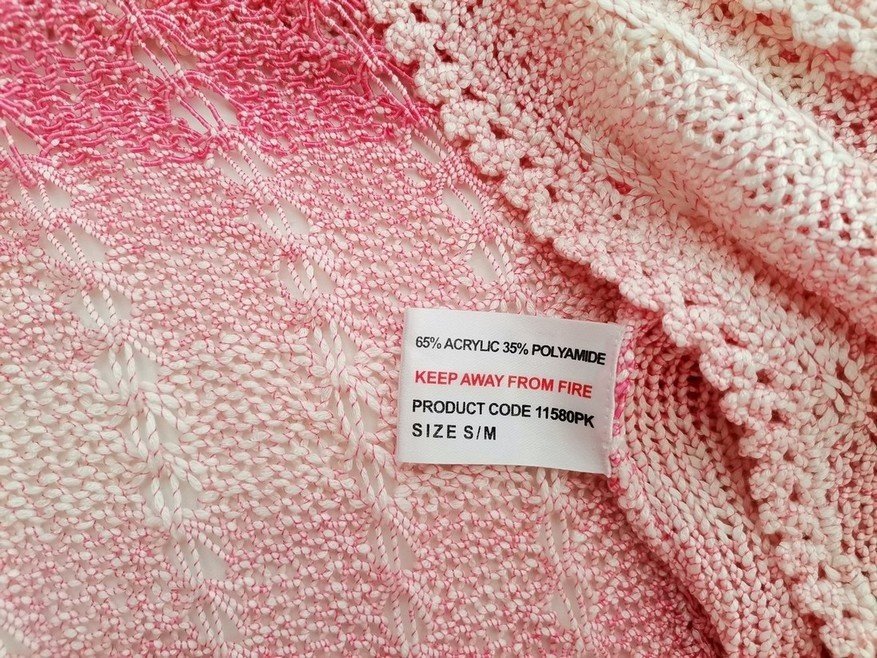 65% ACRYLIC 35% POLYAMIDE
KEEP AWAY FROM FIRE
PRODUCT CODE 11580PK
SIZE S/M